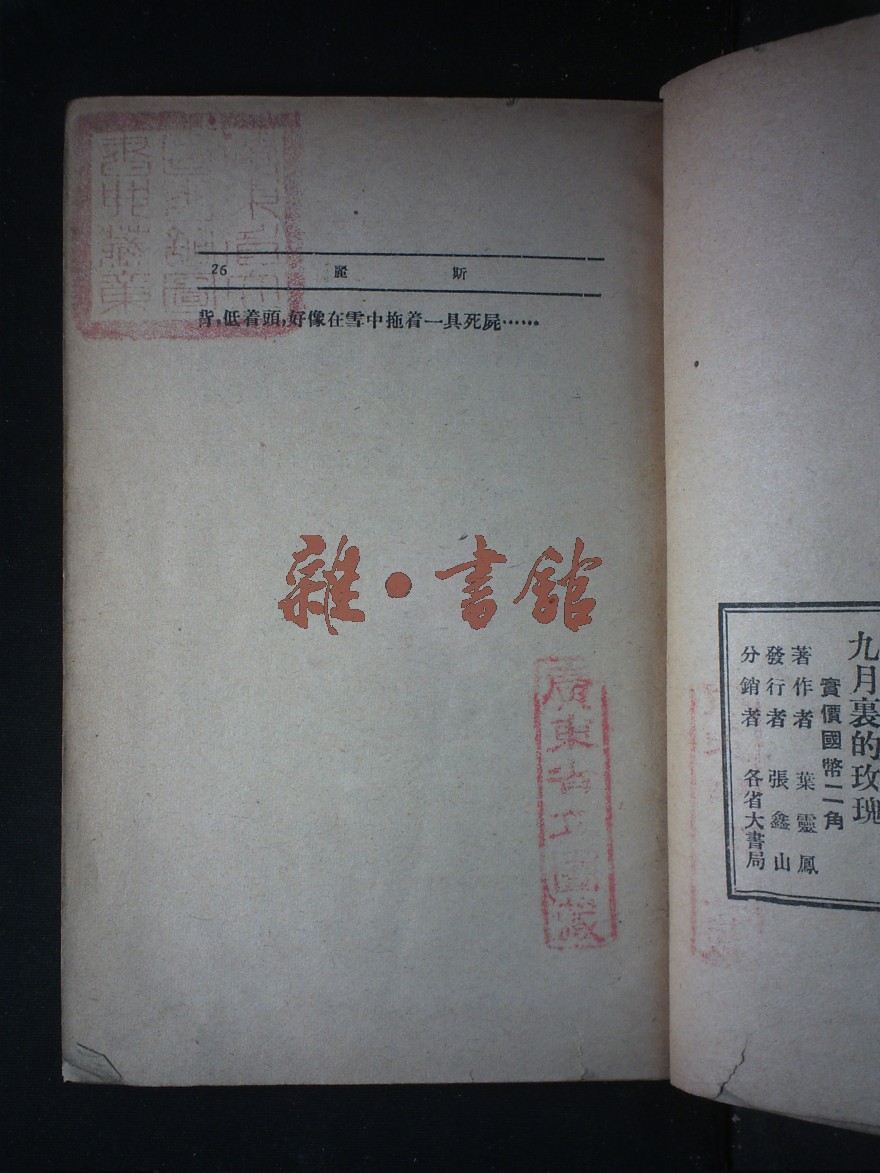 26 麗 斯
背，低着頭，好像在雪中拖着一具死屍……
雜·書館
九月裏的玫瑰
實價國幣二角
著作者 葉靈鳳
發行者 張鑫山
分銷者 各省大書局